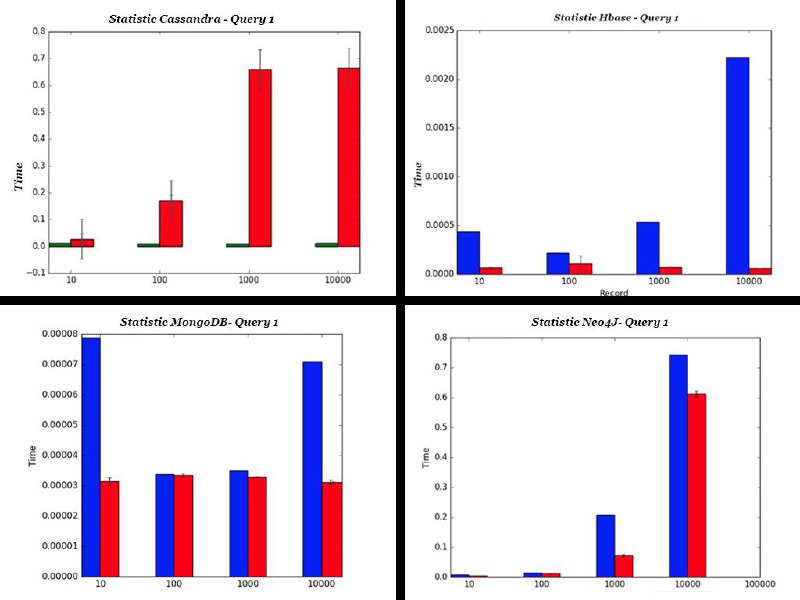 Statistic Cassandra - Query 1
0.8
0.7
0.6
0.5
0.4
0.3
0.2
0.1
0.0
−0.1
Time
10 100 1000 10000
Statistic Hbase - Query 1
0.0025
0.0020
0.0015
0.0010
0.0005
0.0000
Time
10 100 1000 10000
Record
Statistic MongoDB- Query 1
0.00008
0.00007
0.00006
0.00005
0.00004
0.00003
0.00002
0.00001
0.00000
Time
10 100 1000 10000
Statistic Neo4J- Query 1
0.8
0.7
0.6
0.5
0.4
0.3
0.2
0.1
0.0
Time
10 100 1000 10000 100000